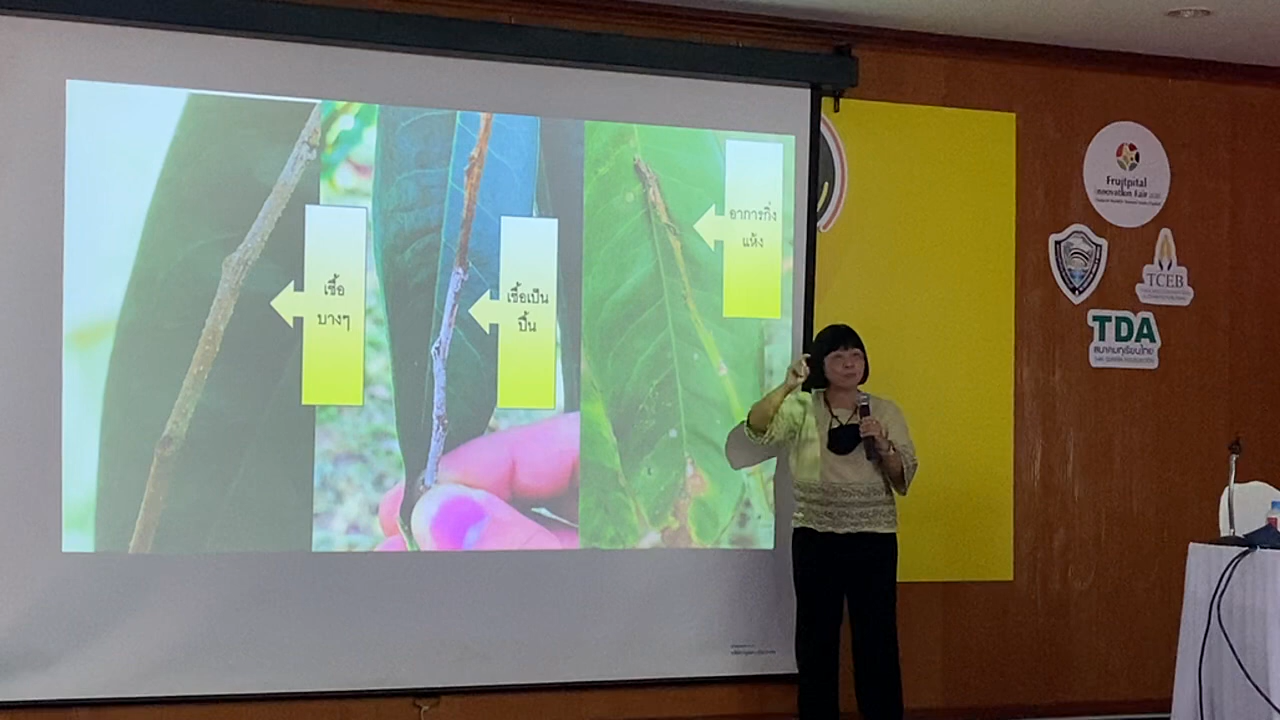 เชื้อ
บางๆ
เชื้อเป็น
ปื้น
อาการกิ่ง
แห้ง
Fruitpital
Innovation Fair
TCEB
TDA
สมาคมทุเรียนไทย